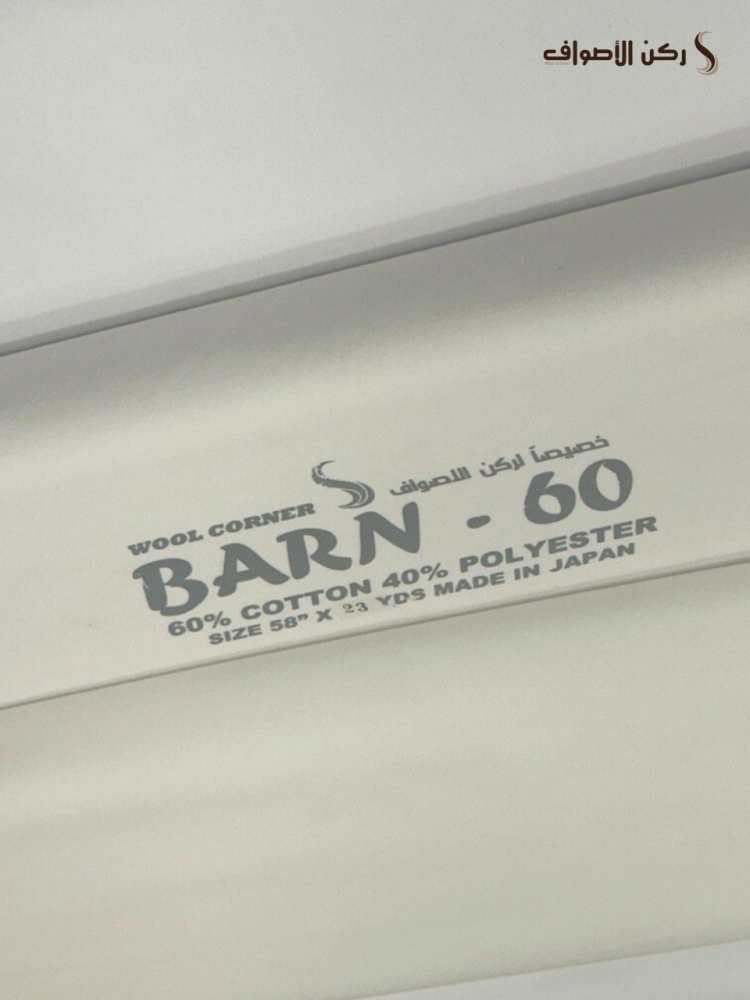 ركن الأصواف
خصيصاً لركن الأصواف
WOOL CORNER
BARN - 60
60% COTTON 40% POLYESTER
SIZE 58" X 23 YDS MADE IN JAPAN